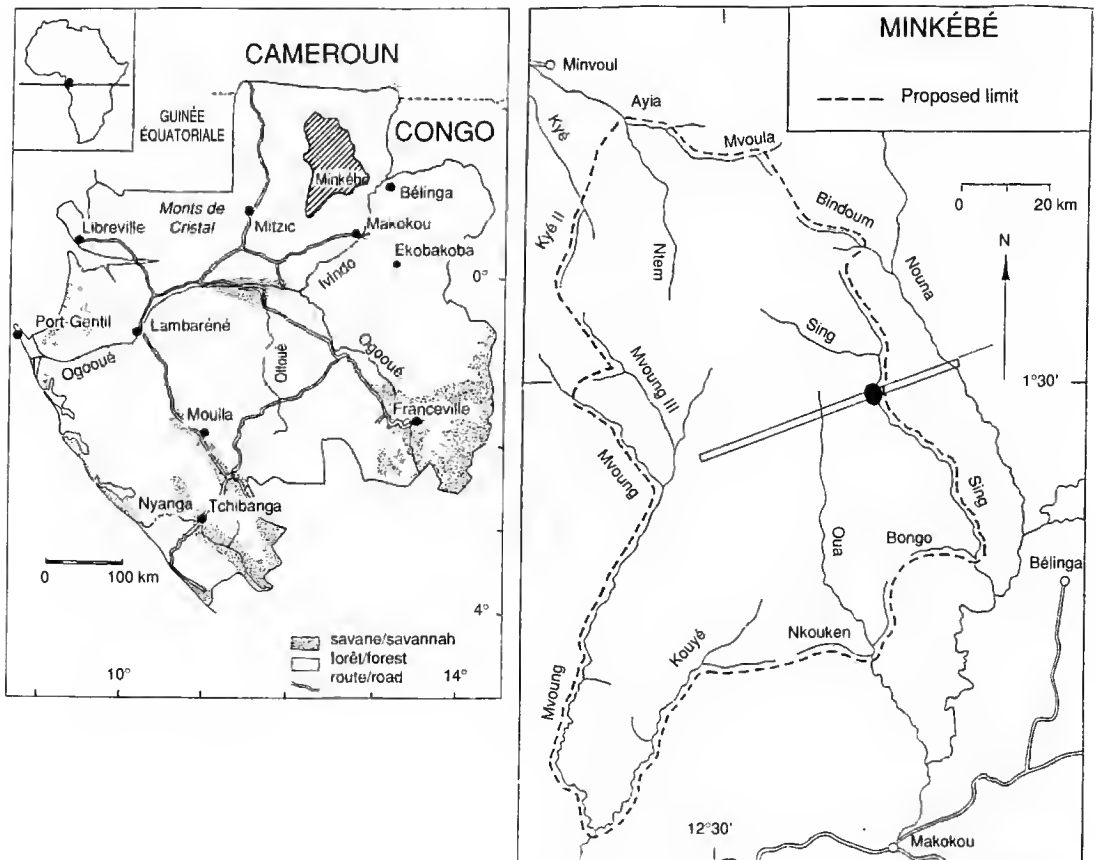 CAMEROUN
GUINÉE
ÉQUATORIALE
CONGO
Minkébé
Bélinga
Monts de
Cristal
Libreville
Mitzic
Makokou
Ekobakoba
Ivindo
0°
Port-Gentil
Lambaréné
Ogooué
Offoué
Ogooué
Mouila
Franceville
Nyanga
Tchibanga
0 100 km
4°
savane/savannah
forêt/forest
route/road
10°
14°
MINKÉBÉ
Proposed limit
Minvoul
Ayia
Kyé
Mvoula
0 20 km
Bindoum
Kyé II
Ntem
Nouna
N
Sing
Mvoung III
1°30
Mvoung
Sing
Oua
Bongo
Bélinga
Nkouken
Kouyé
Mvoung
12°30'
Makokou